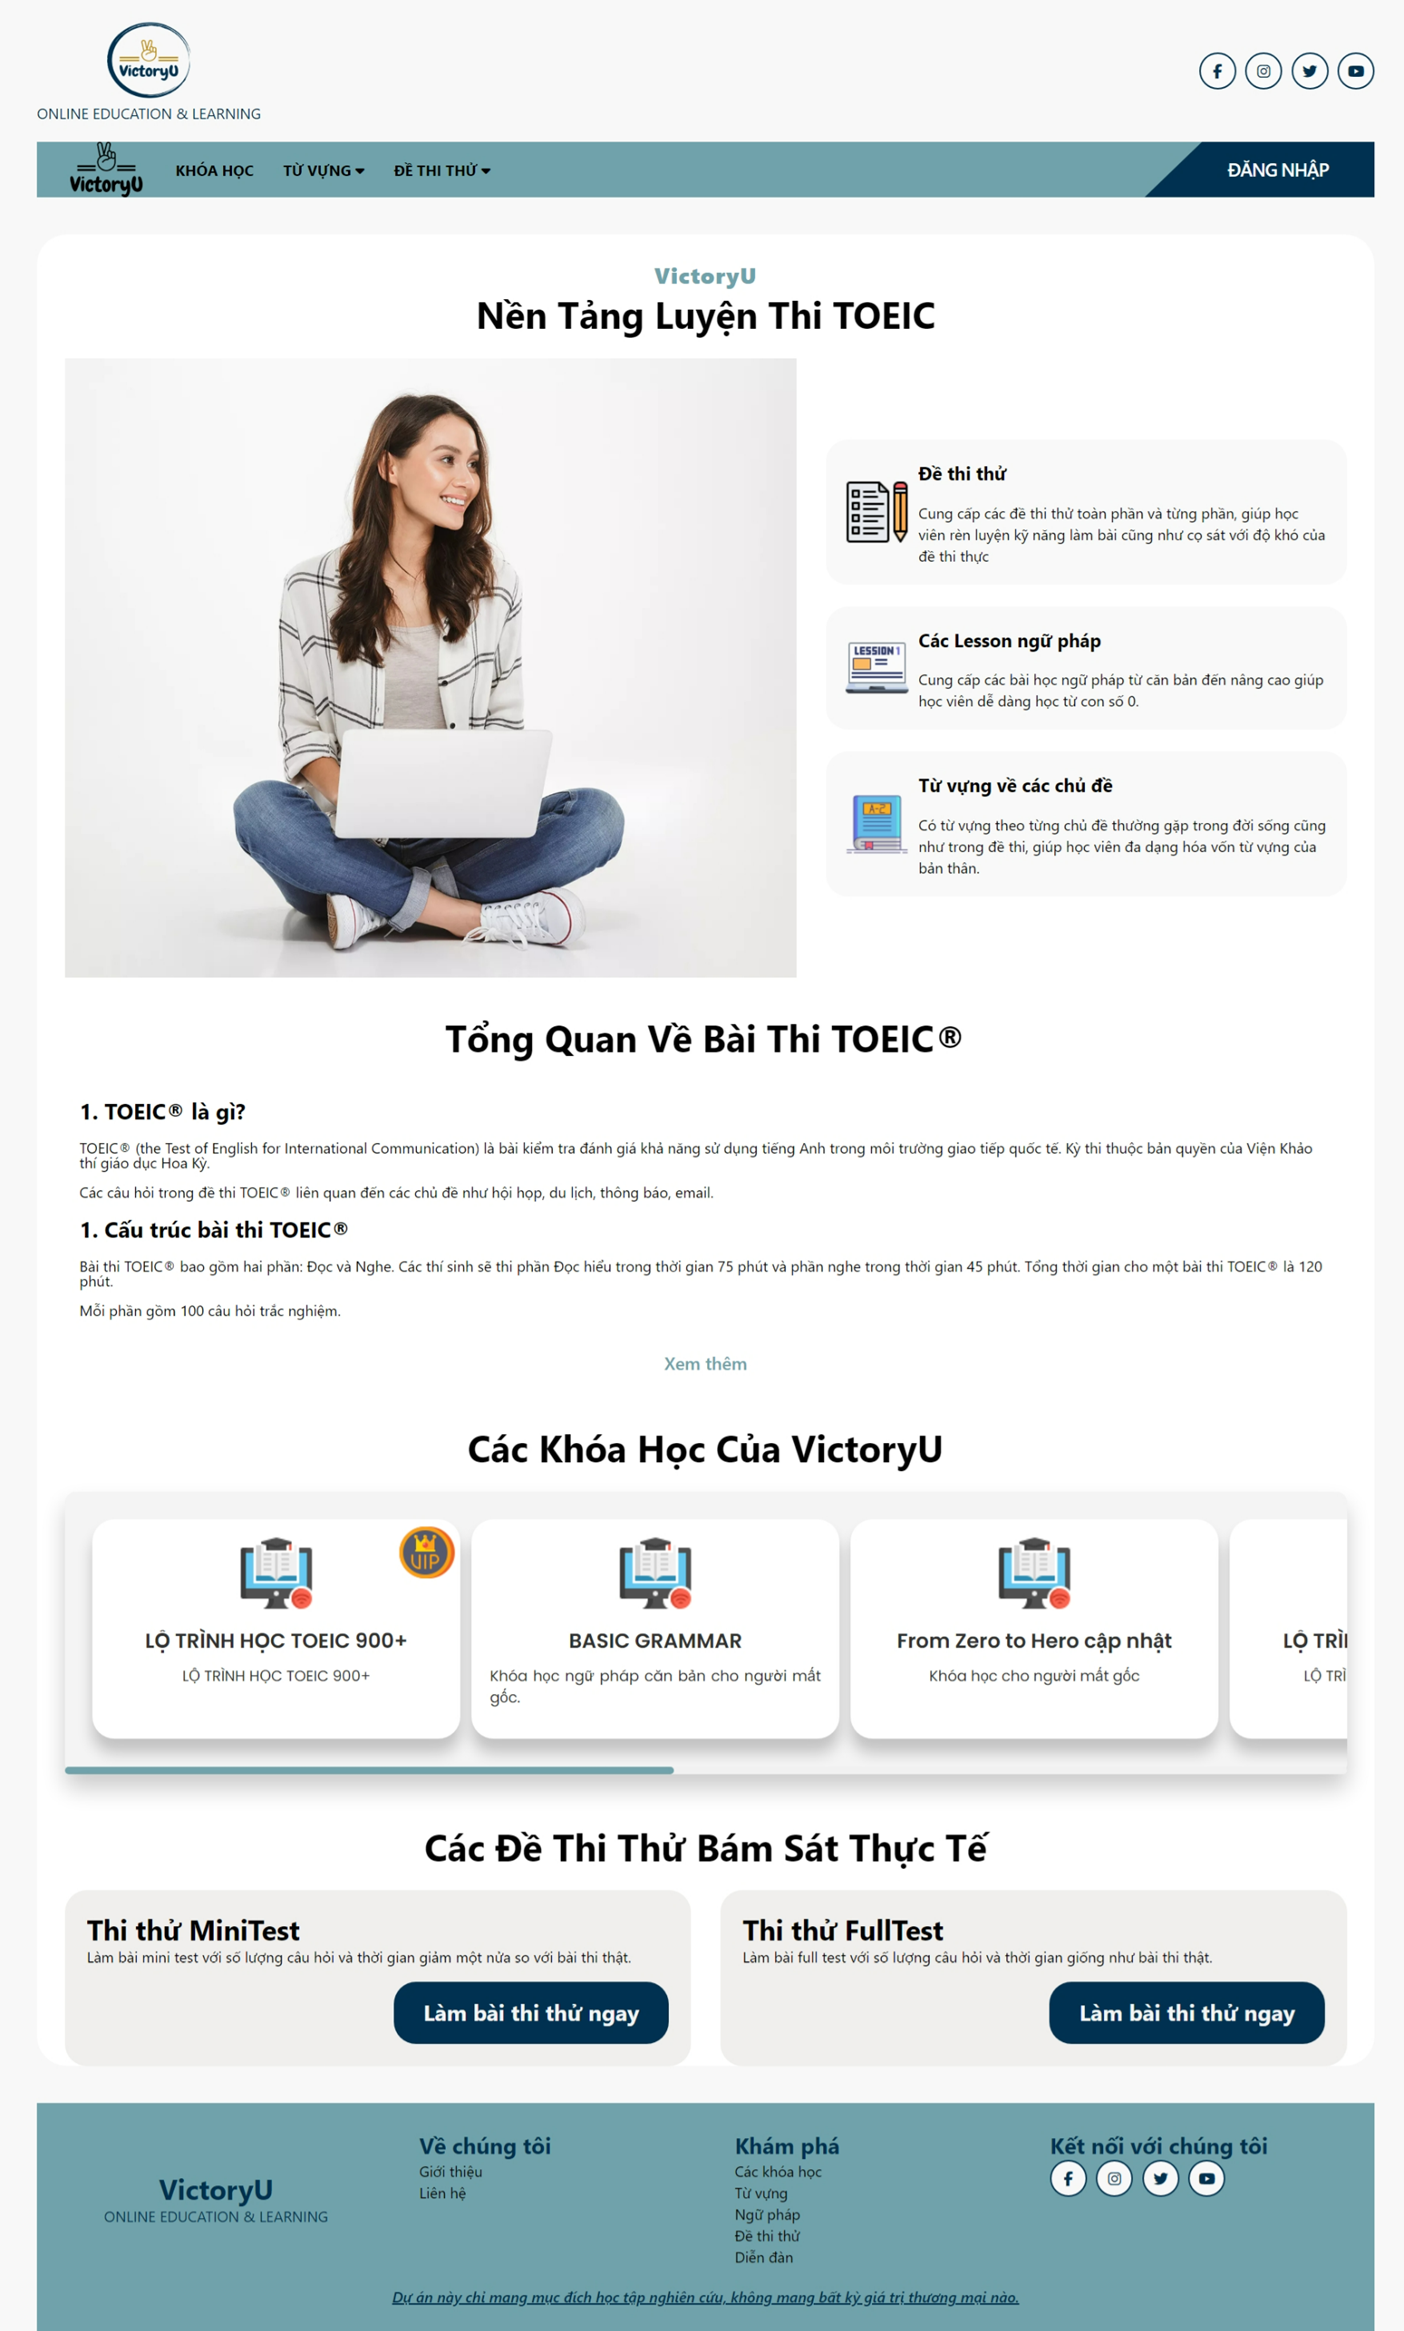 VictoryU
ONLINE EDUCATION & LEARNING
VictoryU
KHÓA HỌC
TỪ VỰNG
ĐỀ THI THỬ
ĐĂNG NHẬP
VictoryU
Nền Tảng Luyện Thi TOEIC
Đề thi thử
Cung cấp các đề thi thử toàn phần và từng phần, giúp học
viên rèn luyện kỹ năng làm bài cũng như cọ sát với độ khó của
đề thi thực
LESSION 1
Các Lesson ngữ pháp
Cung cấp các bài học ngữ pháp từ căn bản đến nâng cao giúp
học viên dễ dàng học từ con số 0.
A-Z
Từ vựng về các chủ đề
Có từ vựng theo từng chủ đề thường gặp trong đời sống cũng
như trong đề thi, giúp học viên đa dạng hóa vốn từ vựng của
bản thân.
Tổng Quan Về Bài Thi TOEIC®
1. TOEIC® là gì?
TOEIC® (the Test of English for International Communication) là bài kiểm tra đánh giá khả năng sử dụng tiếng Anh trong môi trường giao tiếp quốc tế. Kỳ thi thuộc bản quyền của Viện Khảo
thí giáo dục Hoa Kỳ.
Các câu hỏi trong đề thi TOEIC® liên quan đến các chủ đề như hội họp, du lịch, thông báo, email.
1. Cấu trúc bài thi TOEIC®
Bài thi TOEIC® bao gồm hai phần: Đọc và Nghe. Các thí sinh sẽ thi phần Đọc hiểu trong thời gian 75 phút và phần nghe trong thời gian 45 phút. Tổng thời gian cho một bài thi TOEIC® là 120
phút.
Mỗi phần gồm 100 câu hỏi trắc nghiệm.
Xem thêm
Các Khóa Học Của VictoryU
VIP
LỘ TRÌNH HỌC TOEIC 900+
LỘ TRÌNH HỌC TOEIC 900+
BASIC GRAMMAR
Khóa học ngữ pháp căn bản cho người mất
gốc.
From Zero to Hero cập nhật
Khóa học cho người mất gốc
LỘ TRÌ
LỘ TRÌ
Các Đề Thi Thử Bám Sát Thực Tế
Thi thử MiniTest
Làm bài mini test với số lượng câu hỏi và thời gian giảm một nửa so với bài thi thật.
Làm bài thi thử ngay
Thi thử FullTest
Làm bài full test với số lượng câu hỏi và thời gian giống như bài thi thật.
Làm bài thi thử ngay
VictoryU
ONLINE EDUCATION & LEARNING
Về chúng tôi
Giới thiệu
Liên hệ
Khám phá
Các khóa học
Từ vựng
Ngữ pháp
Đề thi thử
Diễn đàn
Kết nối với chúng tôi
Dự án này chỉ mang mục đích học tập nghiên cứu, không mang bất kỳ giá trị thương mại nào.